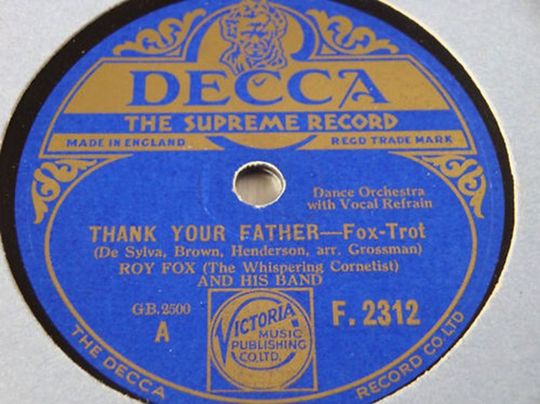 DECCA
THE SUPREME RECORD
MADE IN ENGLAND REGD TRADE MARK
Dance Orchestra
with Vocal Refrain
THANK YOUR FATHER—Fox-Trot
(De Sylva, Brown, Henderson, arr. Grossman)
ROY FOX (The Whispering Cornetist)
AND HIS BAND
GB.2500
A
VICTORIA
MUSIC
PUBLISHING
CO. LTD.
F. 2312
THE DECCA RECORD CO. LTD